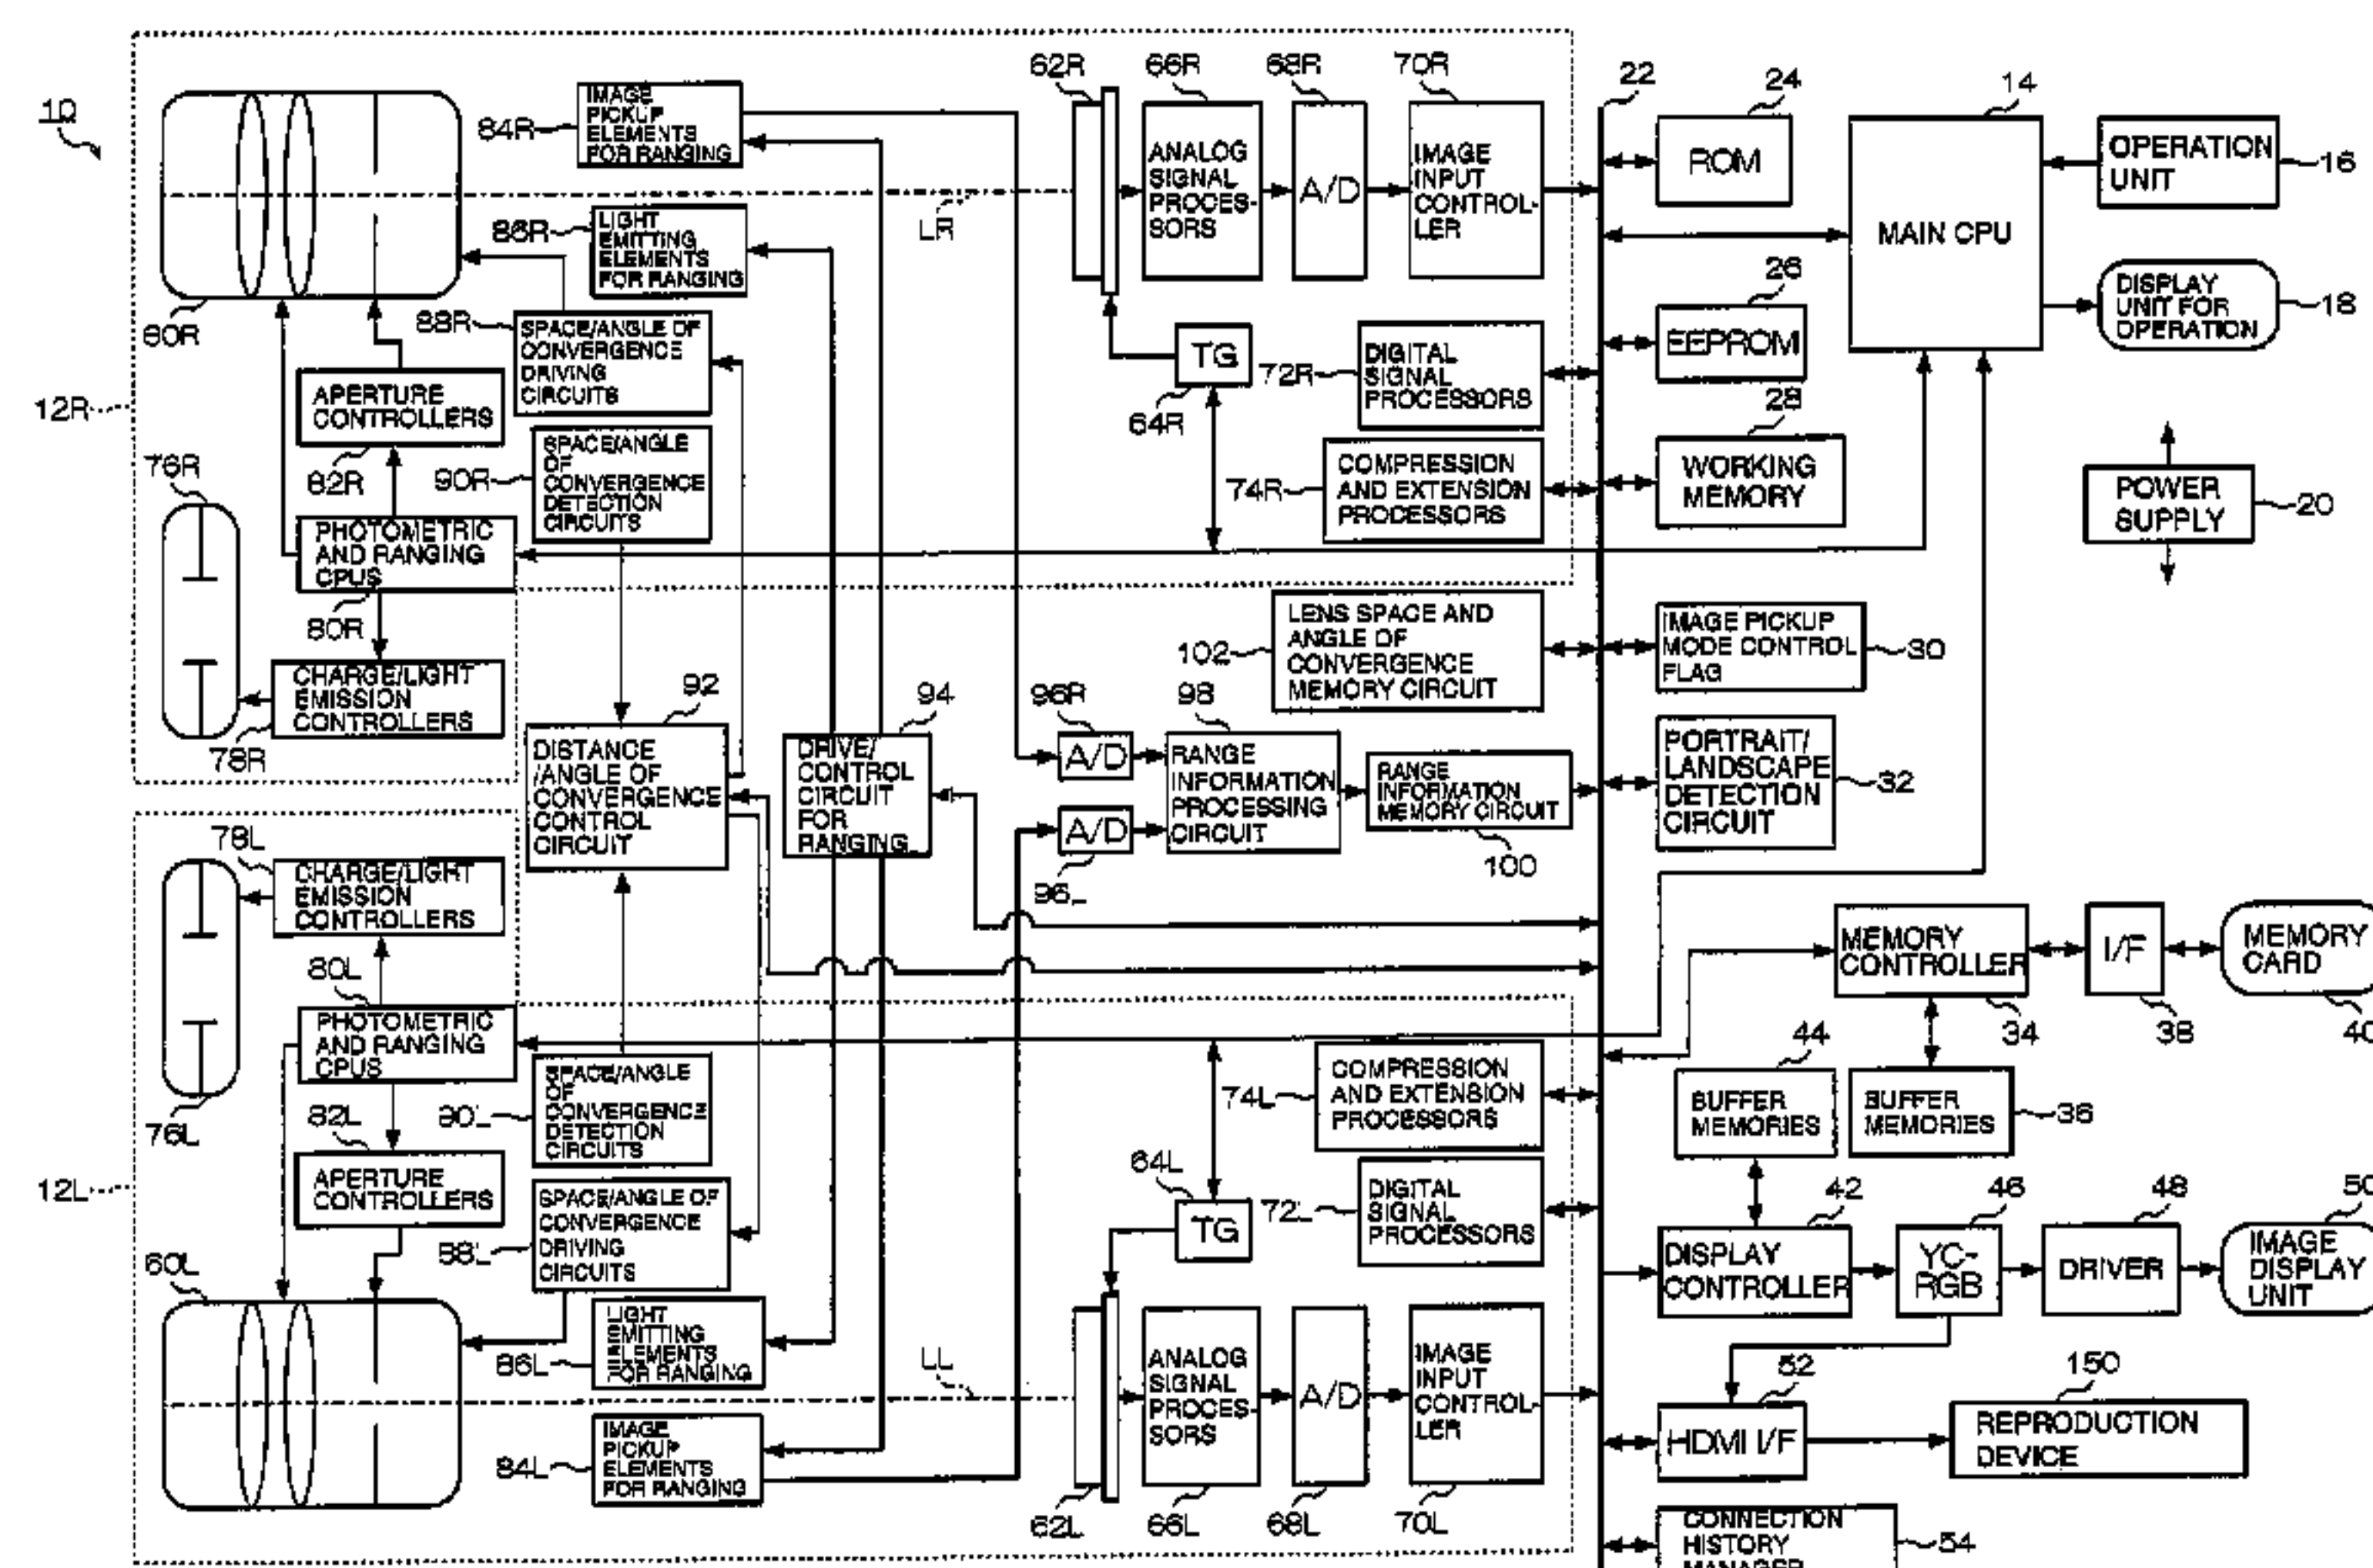 10
12R
60R
84R
IMAGE
PICKUP
ELEMENTS
FOR RANGING
86R
LIGHT
EMITTING
ELEMENTS
FOR RANGING
88R
SPACE/ANGLE OF
CONVERGENCE
DRIVING
CIRCUITS
APERTURE
CONTROLLERS
82R
90R
SPACE/ANGLE
OF
CONVERGENCE
DETECTION
CIRCUITS
76R
PHOTOMETRIC
AND RANGING
CPUS
80R
CHARGE/LIGHT
EMISSION
CONTROLLERS
78R
LR
62R
66R
ANALOG
SIGNAL
PROCES-
SORS
68R
A/D
70R
IMAGE
INPUT
CONTROL-
LER
TG
64R
72R
DIGITAL
SIGNAL
PROCESSORS
74R
COMPRESSION
AND EXTENSION
PROCESSORS
22
24
ROM
14
MAIN CPU
OPERATION
UNIT
16
DISPLAY
UNIT FOR
OPERATION
18
26
EEPROM
28
WORKING
MEMORY
POWER
SUPPLY
20
102
LENS SPACE AND
ANGLE OF
CONVERGENCE
MEMORY CIRCUIT
IMAGE PICKUP
MODE CONTROL
FLAG
30
92
DISTANCE
/ANGLE OF
CONVERGENCE
CONTROL
CIRCUIT
94
DRIVE/
CONTROL
CIRCUIT
FOR
RANGING
96R
A/D
A/D
96L
98
RANGE
INFORMATION
PROCESSING
CIRCUIT
RANGE
INFORMATION
MEMORY CIRCUIT
100
PORTRAIT/
LANDSCAPE
DETECTION
CIRCUIT
32
78L
CHARGE/LIGHT
EMISSION
CONTROLLERS
80L
PHOTOMETRIC
AND RANGING
CPUS
76L
82L
APERTURE
CONTROLLERS
90L
SPACE/ANGLE
OF
CONVERGENCE
DETECTION
CIRCUITS
12L
88L
SPACE/ANGLE OF
CONVERGENCE
DRIVING
CIRCUITS
60L
86L
LIGHT
EMITTING
ELEMENTS
FOR RANGING
84L
IMAGE
PICKUP
ELEMENTS
FOR RANGING
LL
74L
COMPRESSION
AND EXTENSION
PROCESSORS
64L
TG
72L
DIGITAL
SIGNAL
PROCESSORS
62L
ANALOG
SIGNAL
PROCES-
SORS
66L
A/D
68L
IMAGE
INPUT
CONTROL-
LER
70L
MEMORY
CONTROLLER
34
I/F
38
MEMORY
CARD
40
44
BUFFER
MEMORIES
BUFFER
MEMORIES
36
42
DISPLAY
CONTROLLER
46
YC-
RGB
48
DRIVER
50
IMAGE
DISPLAY
UNIT
52
HDMI I/F
150
REPRODUCTION
DEVICE
CONNECTION
HISTORY
MANAGER
54